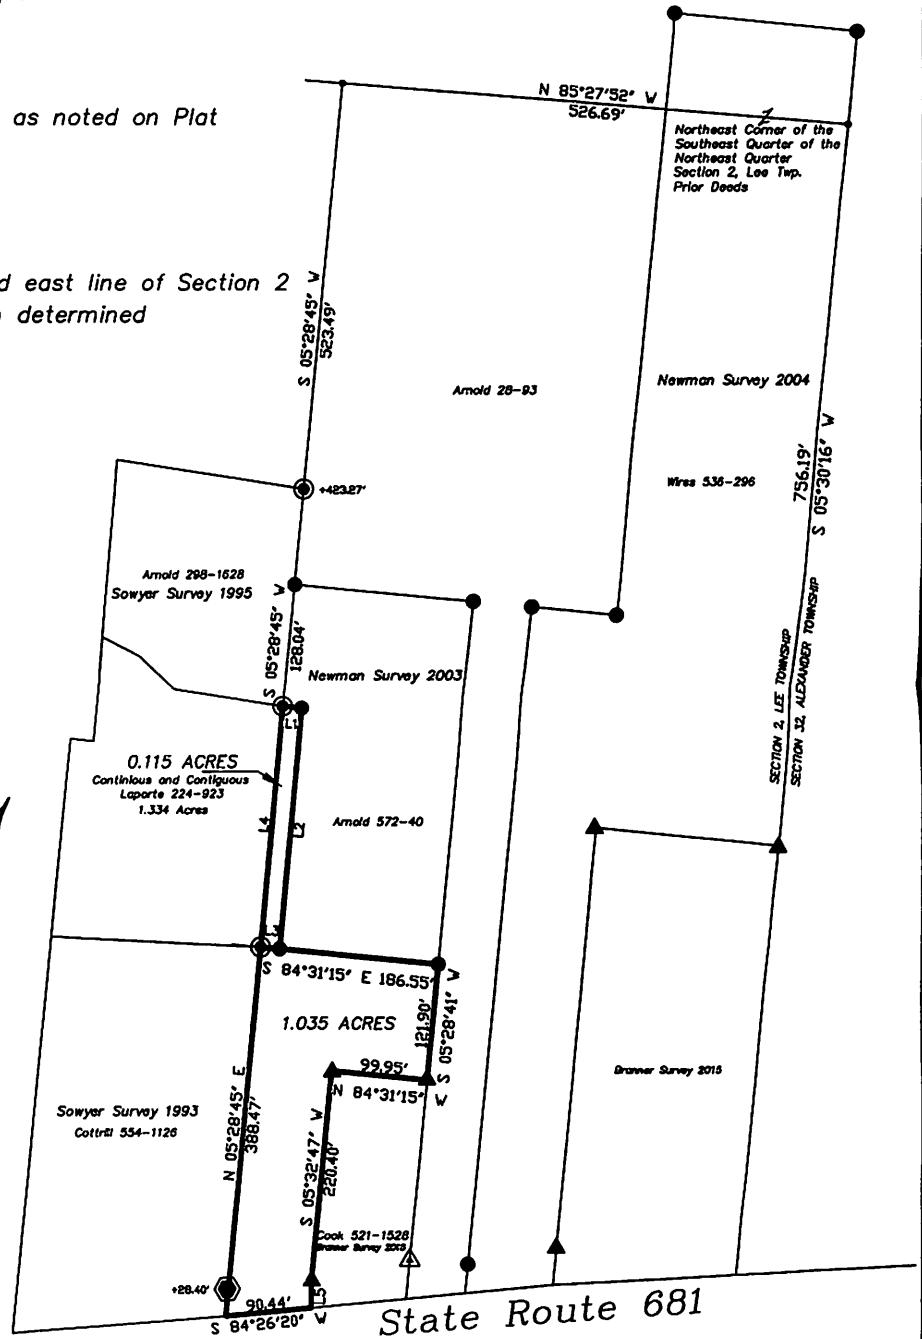 as noted on Plat
d east line of Section 2
determined
N 85°27'52" W
526.69'
Northeast Corner of the
Southeast Quarter of the
Northeast Quarter
Section 2, Lee Twp.
Prior Deeds
S 05°28'45" W
523.49'
Arnold 28-93
Newman Survey 2004
Wires 536-296
756.19'
S 05°30'16" W
+423.27'
Arnold 298-1628
Sowyer Survey 1995
S 05°28'45" W
128.04'
Newman Survey 2003
SECTION 2, LEE TOWNSHIP
SECTION 32, ALEXANDER TOWNSHIP
L1
0.115 ACRES
Continious and Contiguous
Laporte 224-923
1.334 Acres
L4
L2
Arnold 572-40
L3
S 84°31'15" E 186.55'
121.90'
S 05°28'41" W
1.035 ACRES
99.95'
N 84°31'15" W
Branner Survey 2015
Sowyer Survey 1993
Cottrill 554-1126
N 05°28'45" E
388.47'
S 05°32'47" W
220.40'
Cook 521-1528
Branner Survey
+28.40'
90.44'
S 84°26'20" W
L5
State Route 681